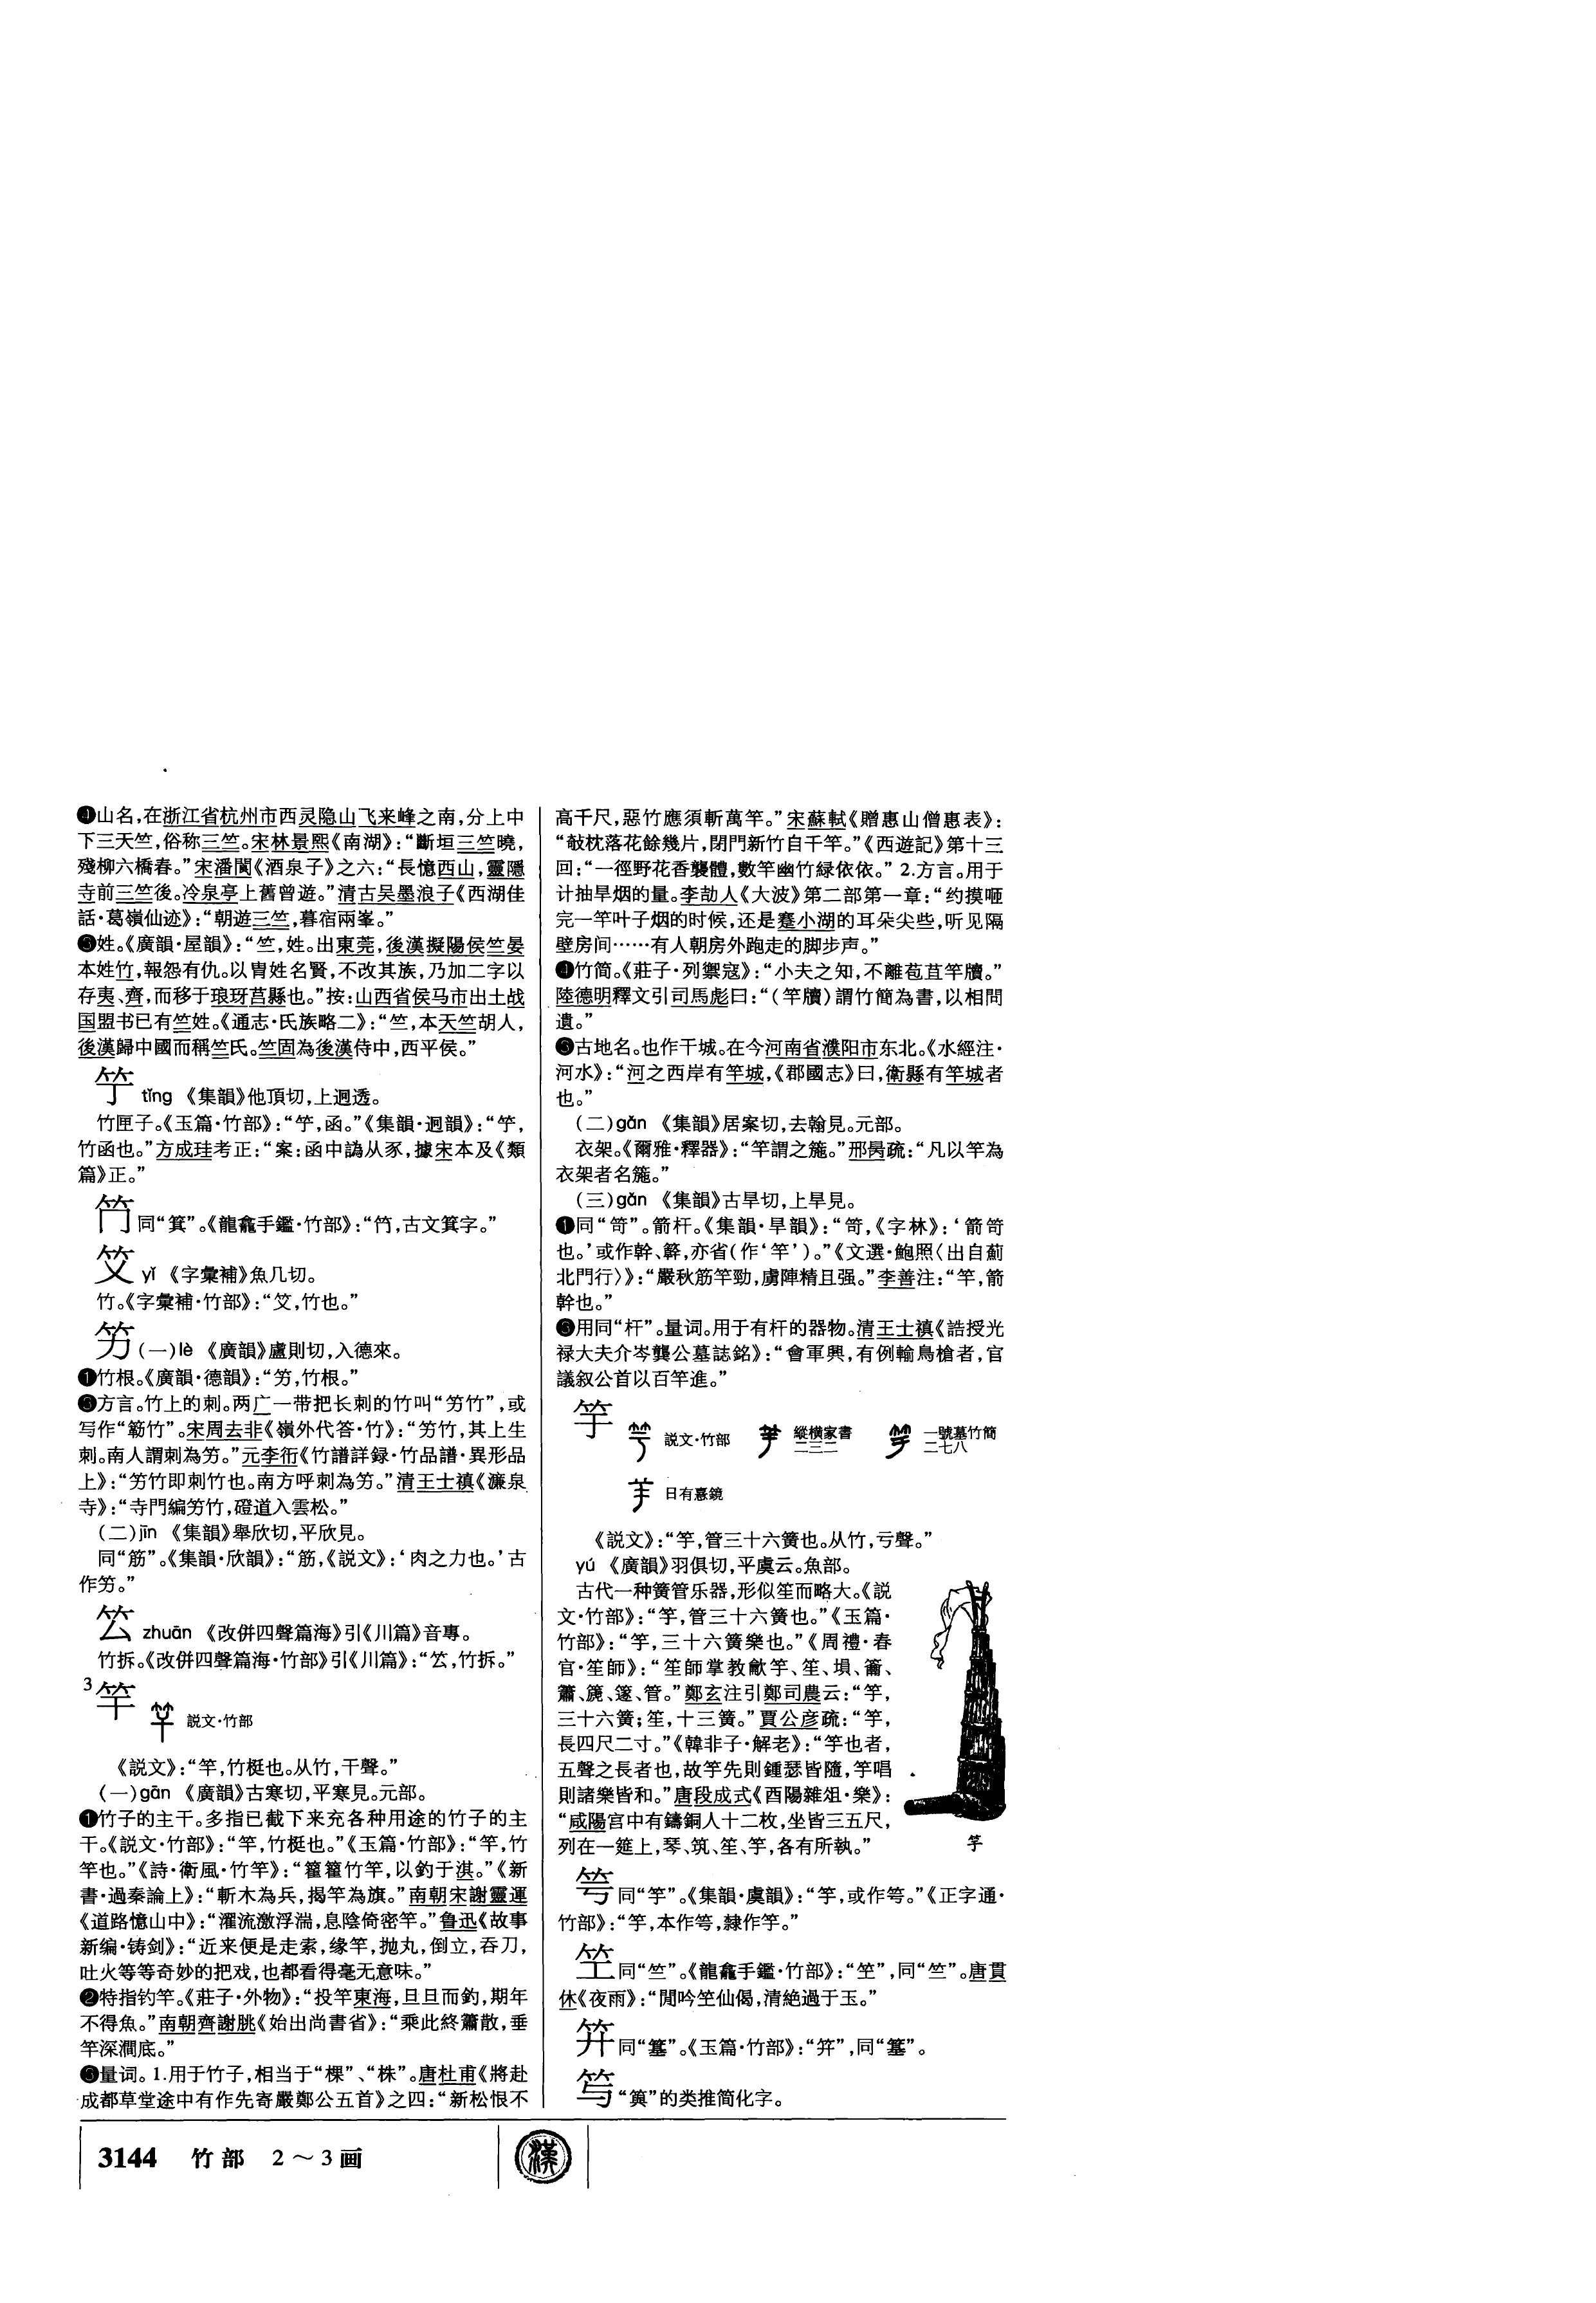 ❹山名,在浙江省杭州市西灵隐山飞来峰之南,分上中
下三天竺,俗称三竺。宋林景熙《南湖》:“斷垣三竺曉,
殘柳六橋春。”宋潘閬《酒泉子》之六:“長憶西山,靈隱
寺前三竺後。冷泉亭上舊曾遊。”清古吴墨浪子《西湖佳
話·葛嶺仙迹》:“朝遊三竺,暮宿兩峯。”
❺姓。《廣韻·屋韻》:“竺,姓。出東莞,後漢擬陽侯竺晏
本姓竹,報怨有仇。以胄姓名賢,不改其族,乃加二字以
存夷、齊,而移于琅玡莒縣也。”按:山西省侯马市出土战
国盟书已有竺姓。《通志·氏族略二》:“竺,本天竺胡人,
後漢歸中國而稱竺氏。竺固為後漢侍中,西平侯。”
䇓 tǐng 《集韻》他頂切,上迥透。
竹匣子。《玉篇·竹部》:“䇓,函。”《集韻·迥韻》:“䇓,
竹函也。”方成珪考正:“案:函中譌从豕,據宋本及《類
篇》正。”
同“箕”。《龍龕手鑑·竹部》:“,古文箕字。”
yǐ 《字彙補》魚几切。
竹。《字彙補·竹部》:“,竹也。”
竻(一)lè 《廣韻》盧則切,入德來。
❶竹根。《廣韻·德韻》:“竻,竹根。”
❷方言。竹上的刺。两广一带把长刺的竹叫“竻竹”,或
写作“簕竹”。宋周去非《嶺外代答·竹》:“竻竹,其上生
刺。南人謂刺為竻。”元李衎《竹譜詳録·竹品譜·異形品
上》:“竻竹即刺竹也。南方呼刺為竻。”清王士禛《濂泉
寺》:“寺門編竻竹,磴道入雲松。”
(二)jīn 《集韻》舉欣切,平欣見。
同“筋”。《集韻·欣韻》:“筋,《説文》:‘肉之力也。’古
作竻。”
zhuān 《改併四聲篇海》引《川篇》音專。
竹拆。《改併四聲篇海·竹部》引《川篇》:“,竹拆。”
3竿 説文·竹部
《説文》:“竿,竹梃也。从竹,干聲。”
(一)gān 《廣韻》古寒切,平寒見。元部。
❶竹子的主干。多指已截下来充各种用途的竹子的主
干。《説文·竹部》:“竿,竹梃也。”《玉篇·竹部》:“竿,竹
竿也。”《詩·衛風·竹竿》:“籊籊竹竿,以釣于淇。”《新
書·過秦論上》:“斬木為兵,揭竿為旗。”南朝宋謝靈運
《道路憶山中》:“濯流激浮湍,息陰倚密竿。”鲁迅《故事
新编·铸剑》:“近来便是走索,缘竿,抛丸,倒立,吞刀,
吐火等等奇妙的把戏,也都看得毫无意味。”
❷特指钓竿。《莊子·外物》:“投竿東海,旦旦而釣,期年
不得魚。”南朝齊謝朓《始出尚書省》:“乘此終蕭散,垂
竿深澗底。”
❸量词。1.用于竹子,相当于“棵”、“株”。唐杜甫《將赴
成都草堂途中有作先寄嚴鄭公五首》之四:“新松恨不
高千尺,惡竹應須斬萬竿。”宋蘇軾《贈惠山僧惠表》:
“攲枕落花餘幾片,閉門新竹自千竿。”《西遊記》第十三
回:“一徑野花香襲體,數竿幽竹緑依依。”2.方言。用于
计抽旱烟的量。李劼人《大波》第二部第一章:“约摸咂
完一竿叶子烟的时候,还是蹇小湖的耳朵尖些,听见隔
壁房间……有人朝房外跑走的脚步声。”
❹竹简。《莊子·列禦寇》:“小夫之知,不離苞苴竿牘。”
陸德明釋文引司馬彪曰:“(竿牘)謂竹簡為書,以相問
遺。”
❺古地名。也作干城。在今河南省濮阳市东北。《水經注·
河水》:“河之西岸有竿城,《郡國志》曰,衛縣有竿城者
也。”
(二)gàn 《集韻》居案切,去翰見。元部。
衣架。《爾雅·釋器》:“竿謂之箷。”邢昺疏:“凡以竿為
衣架者名箷。”
(三)gǎn 《集韻》古旱切,上旱見。
❶同“笴”。箭杆。《集韻·旱韻》:“笴,《字林》:‘箭笴
也。’或作幹、簳,亦省(作‘竿’)。”《文選·鮑照〈出自薊
北門行〉》:“嚴秋筋竿勁,虜陣精且强。”李善注:“竿,箭
幹也。”
❷用同“杆”。量词。用于有杆的器物。清王士禛《誥授光
禄大夫介岑龔公墓誌銘》:“會軍興,有例輸鳥槍者,官
議叙公首以百竿進。”
竽 説文·竹部 縱横家書二三二 一號墓竹簡二七八
日有憙鏡
《説文》:“竽,管三十六簧也。从竹,亏聲。”
yú 《廣韻》羽俱切,平虞云。魚部。
古代一种簧管乐器,形似笙而略大。《説
文·竹部》:“竽,管三十六簧也。”《玉篇·
竹部》:“竽,三十六簧樂也。”《周禮·春
官·笙師》:“笙師掌教龡竽、笙、塤、籥、
簫、篪、篴、管。”鄭玄注引鄭司農云:“竽,
三十六簧;笙,十三簧。”賈公彦疏:“竽,
長四尺二寸。”《韓非子·解老》:“竽也者,
五聲之長者也,故竽先則鍾瑟皆隨,竽唱
則諸樂皆和。”唐段成式《酉陽雜俎·樂》:
“咸陽宫中有鑄銅人十二枚,坐皆三五尺,
列在一筵上,琴、筑、笙、竽,各有所執。”
竽
同“竽”。《集韻·虞韻》:“竽,或作。”《正字通·
竹部》:“竽,本作,隸作竽。”
同“竺”。《龍龕手鑑·竹部》:“”,同“竺”。唐貫
休《夜雨》:“閒吟仙偈,清絶過于玉。”
同“簊”。《玉篇·竹部》:“”,同“簊”。
“篔”的类推简化字。
3144 竹部 2～3画
漢